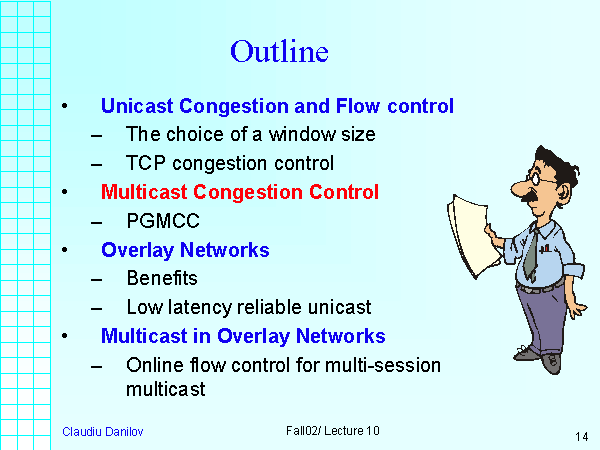 Outline
• Unicast Congestion and Flow control
– The choice of a window size
– TCP congestion control
• Multicast Congestion Control
– PGMCC
• Overlay Networks
– Benefits
– Low latency reliable unicast
• Multicast in Overlay Networks
– Online flow control for multi-session
multicast
Claudiu Danilov
Fall02/ Lecture 10
14